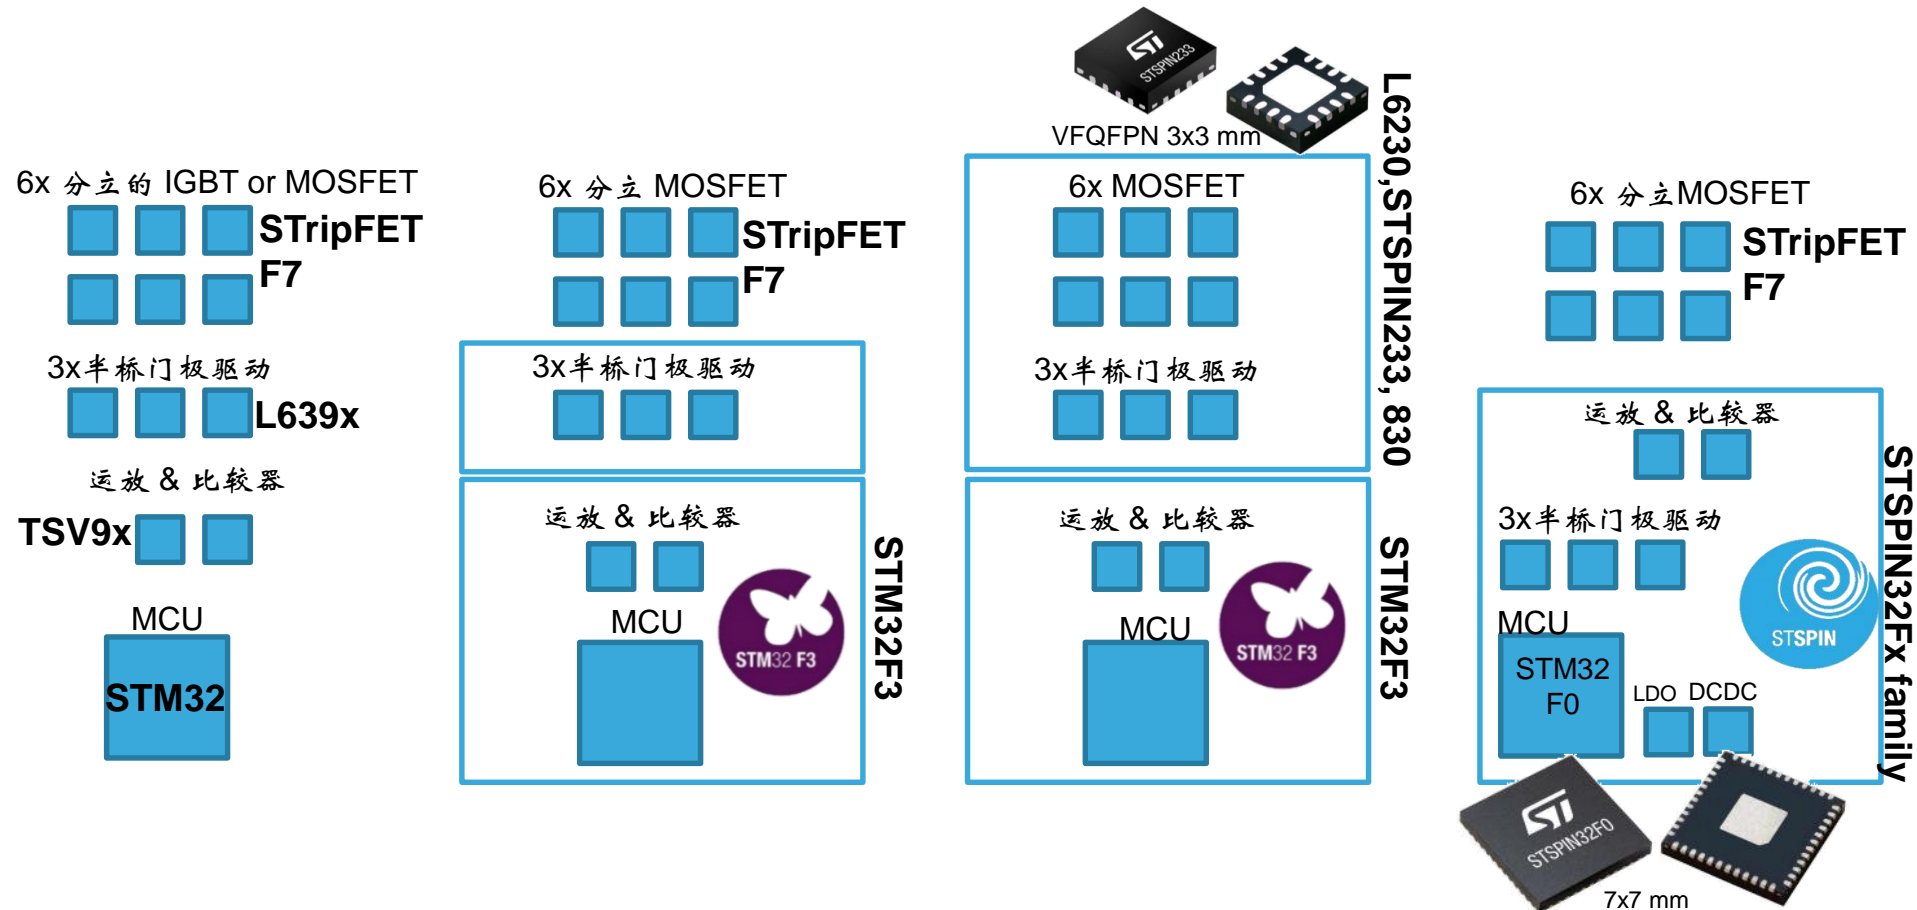 6x 分立的 IGBT or MOSFET
STripFET
F7
3x半桥门极驱动
L639x
运放 & 比较器
TSV9x
MCU
STM32
6x 分立 MOSFET
STripFET
F7
3x半桥门极驱动
运放 & 比较器
MCU
STM32 F3
STM32F3
ST
STSPIN233
VFQFPN 3x3 mm
6x MOSFET
3x半桥门极驱动
L6230,STSPIN233, 830
运放 & 比较器
MCU
STM32 F3
STM32F3
6x 分立MOSFET
STripFET
F7
运放 & 比较器
3x半桥门极驱动
STSPIN
MCU
STM32
F0
LDO DCDC
STSPIN32Fx family
ST
STSPIN32F0
7x7 mm